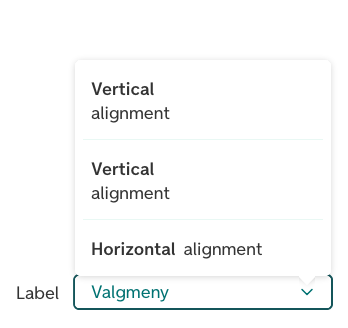 Vertical
alignment
Vertical
alignment
Horizontal alignment
Label Valgmeny